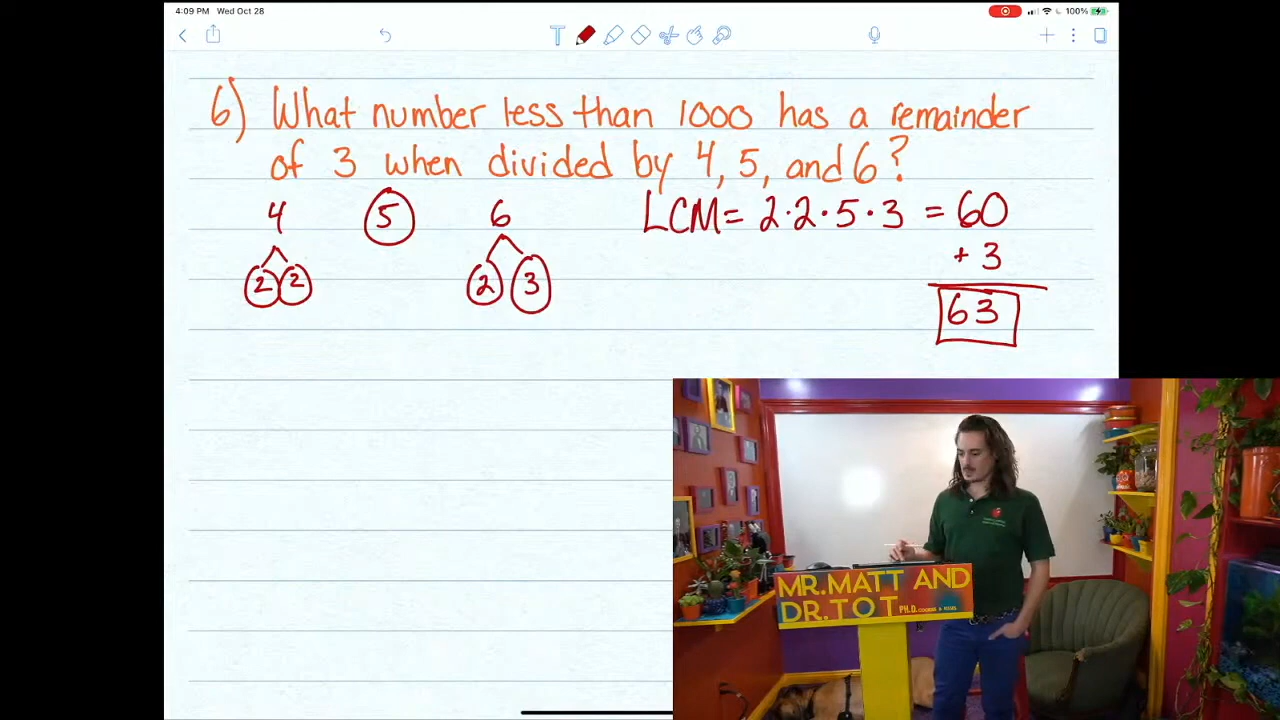 4:09 PM Wed Oct 28
100%
6) What number less than 1000 has a remainder
of 3 when divided by 4, 5, and 6?
4 5 6 LCM = 2·2·5·3 = 60
+ 3
2 2 2 3
63
MR.MATT AND
DR.TOT PH.D.